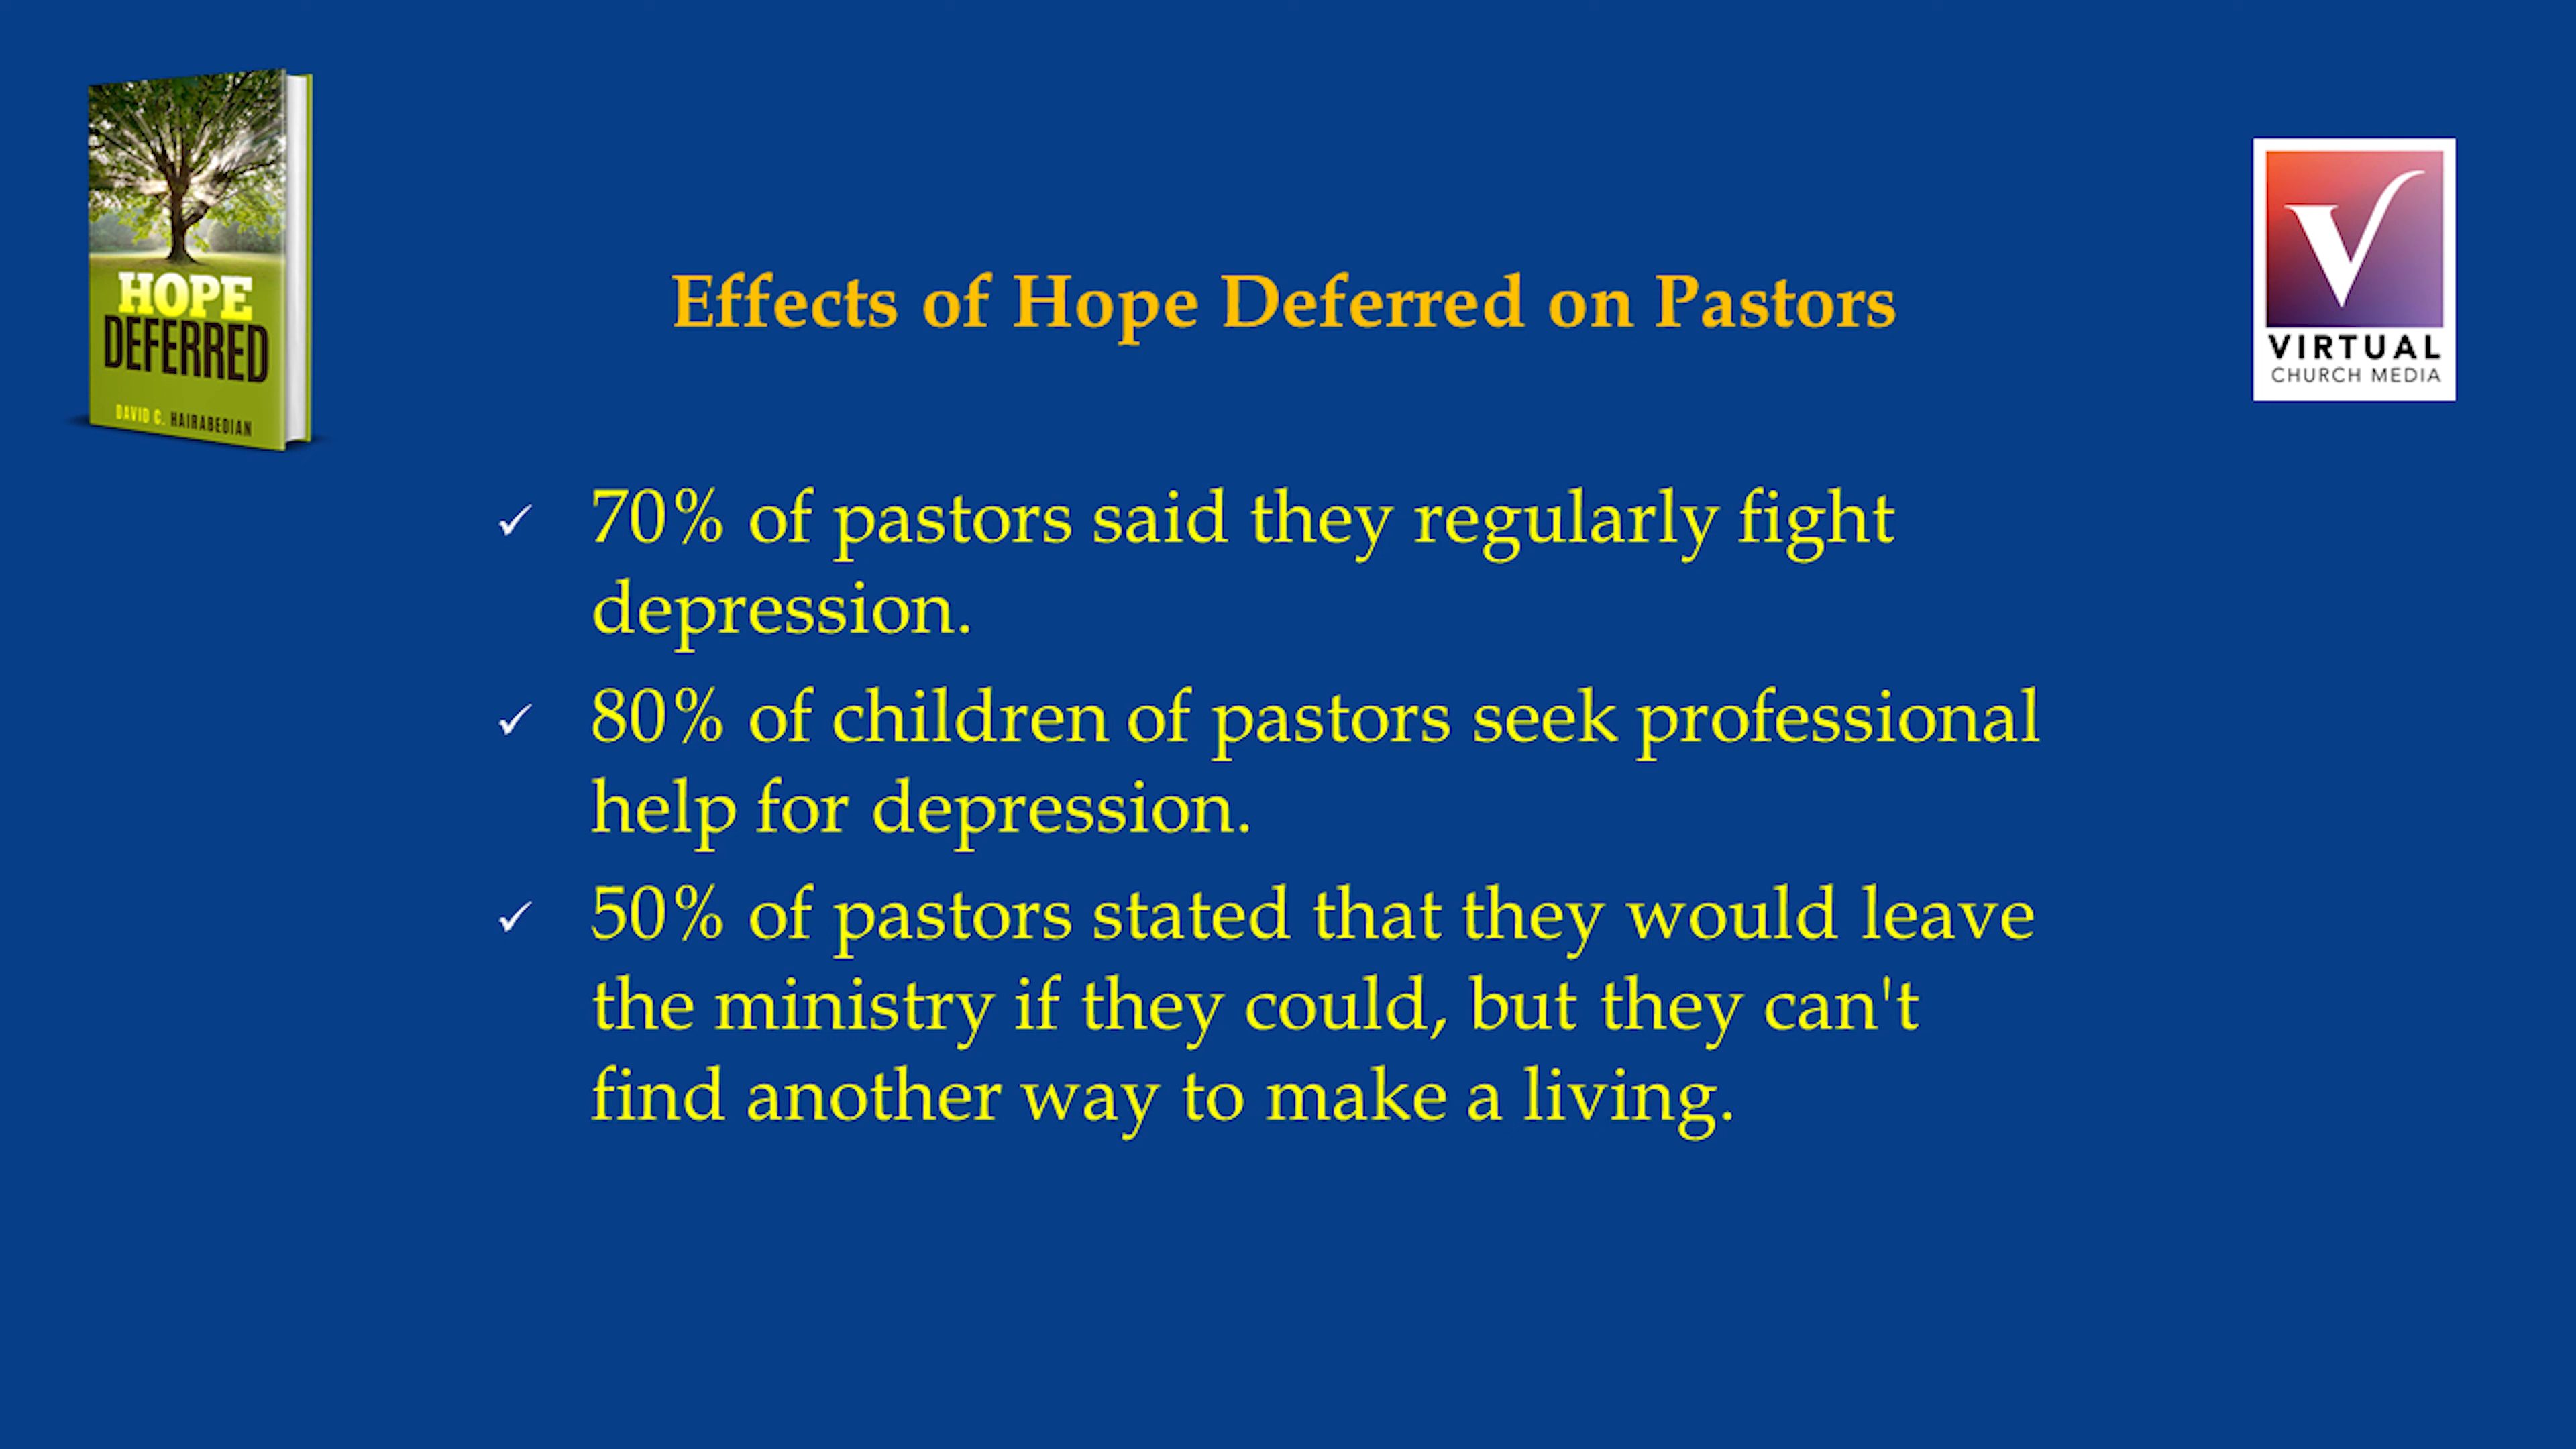 HOPE
DEFERRED
DAVID C. HAIRABEDIAN
VIRTUAL
CHURCH MEDIA
Effects of Hope Deferred on Pastors
✓ 70% of pastors said they regularly fight
depression.
✓ 80% of children of pastors seek professional
help for depression.
✓ 50% of pastors stated that they would leave
the ministry if they could, but they can't
find another way to make a living.